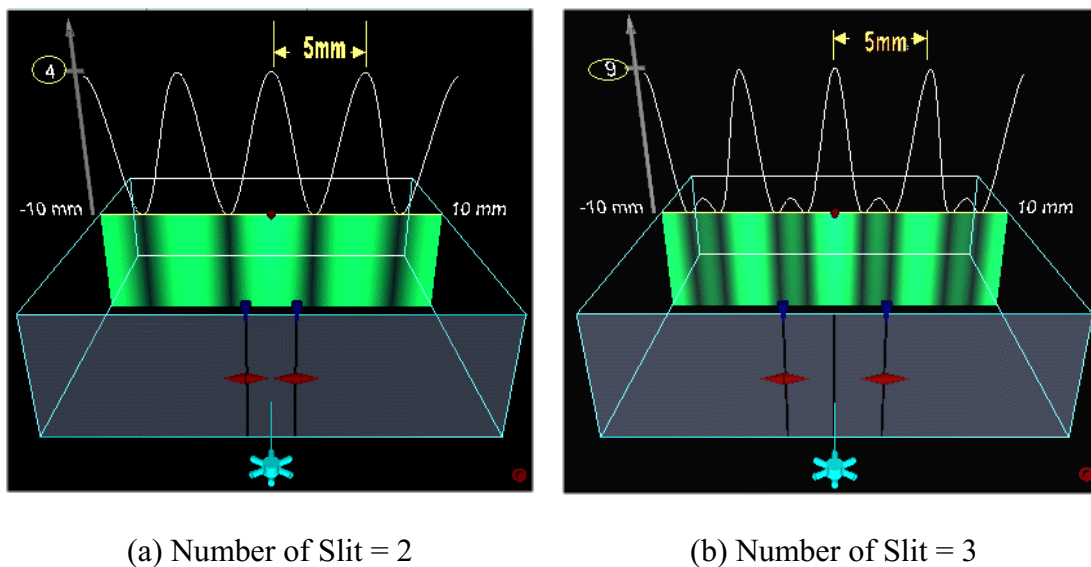 5mm
4
-10 mm
10 mm
5mm
9
-10 mm
10 mm
(a) Number of Slit = 2
(b) Number of Slit = 3